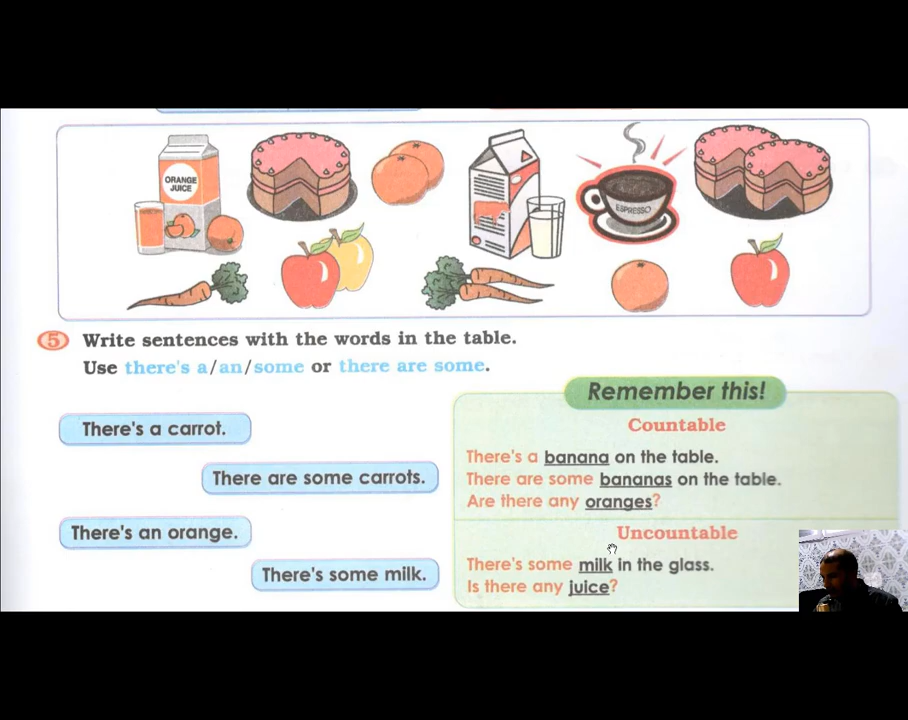 ORANGE
JUICE
ESPRESSO
5 Write sentences with the words in the table.
Use there's a/an/some or there are some.
There's a carrot.
There are some carrots.
There's an orange.
There's some milk.
Remember this!
Countable
There's a banana on the table.
There are some bananas on the table.
Are there any oranges?
Uncountable
There's some milk in the glass.
Is there any juice?